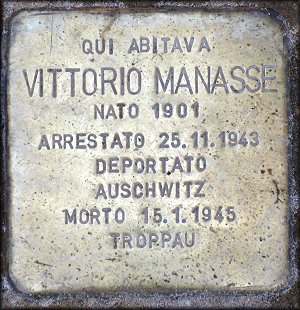 QUI ABITAVA
VITTORIO MANASSE
NATO 1901
ARRESTATO 25.11.1943
DEPORTATO
AUSCHWITZ
MORTO 15.1.1945
TROPPAU